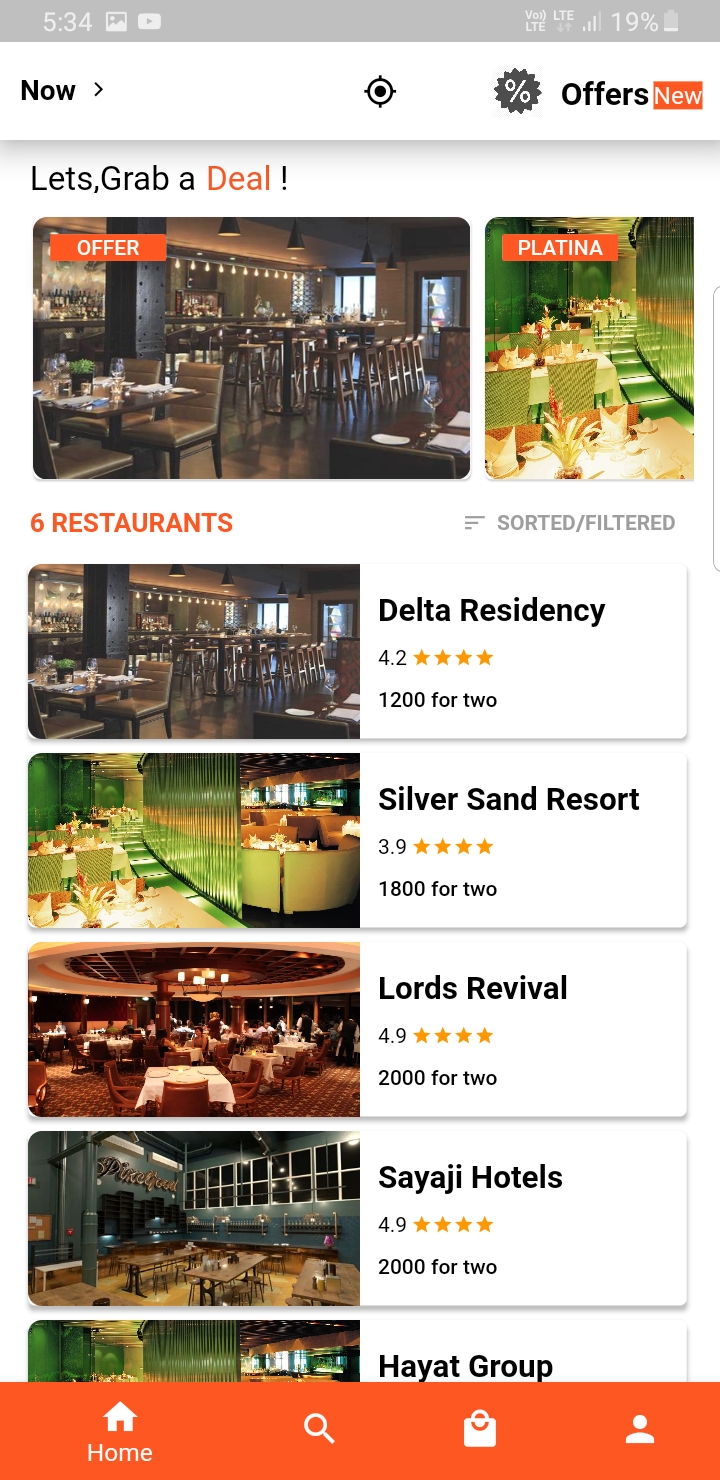 5:34 Vo) LTE LTE 19%
Now Offers New
Lets,Grab a Deal !
OFFER PLATINA
6 RESTAURANTS SORTED/FILTERED
Delta Residency
4.2
1200 for two
Silver Sand Resort
3.9
1800 for two
Lords Revival
4.9
2000 for two
Pixelfood
Sayaji Hotels
4.9
2000 for two
Hayat Group
Home